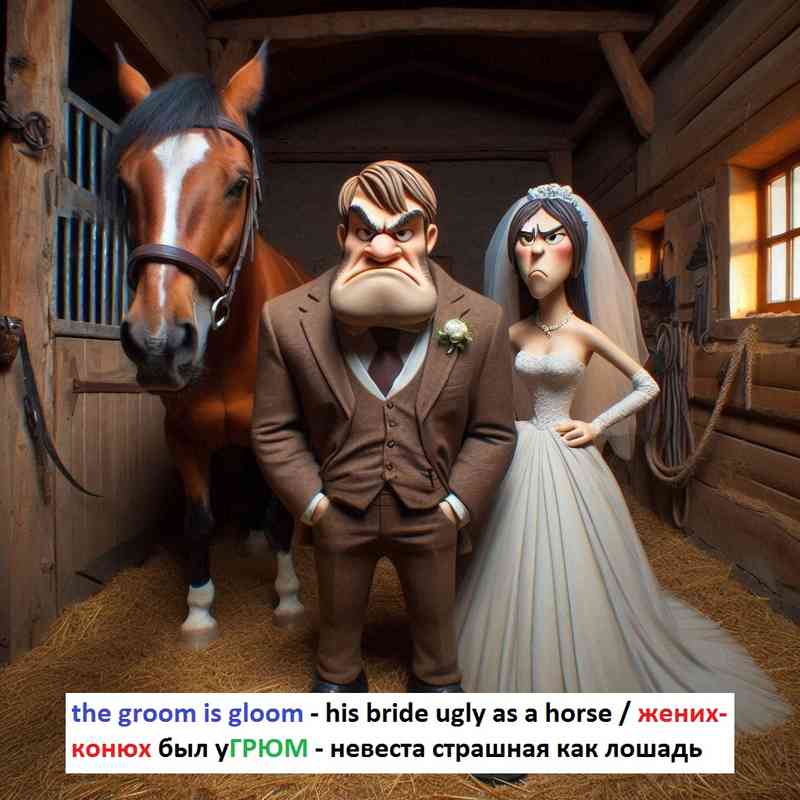 the groom is gloom - his bride ugly as a horse / жених-
конюх был уГРЮМ - невеста страшная как лошадь